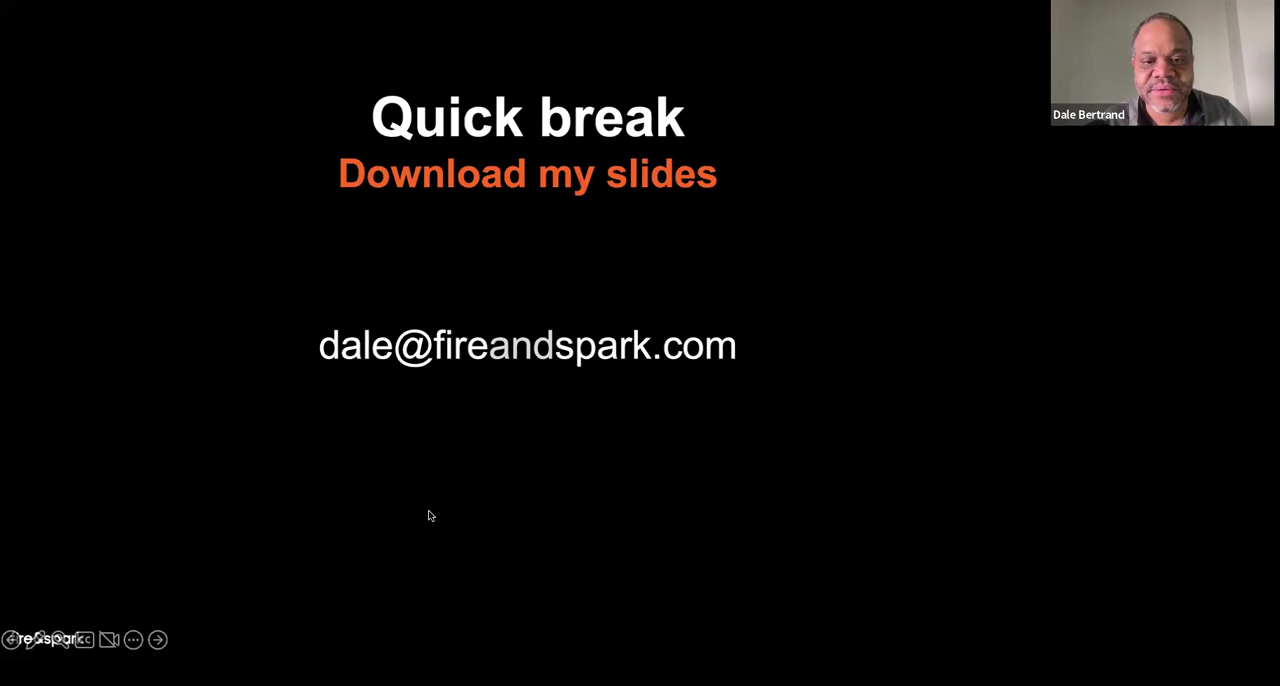 Quick break
Download my slides
Dale Bertrand
dale@fireandspark.com